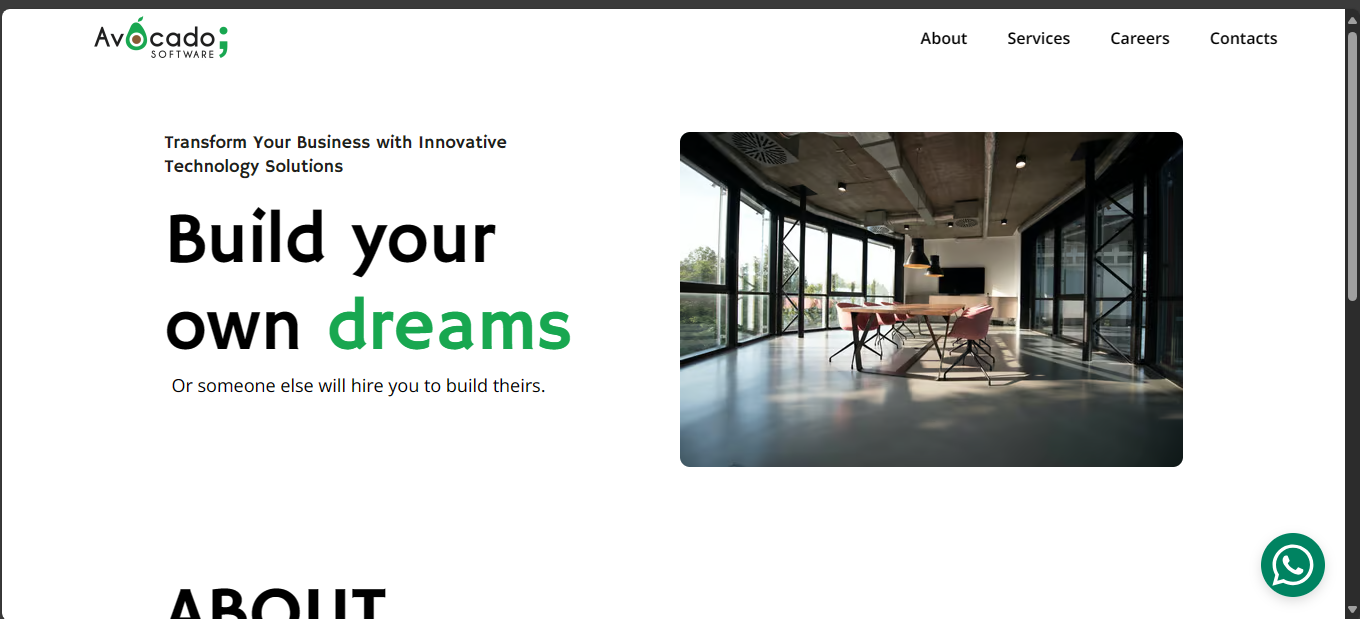 Avocado;
SOFTWARE
About Services Careers Contacts
Transform Your Business with Innovative
Technology Solutions
Build your
own dreams
Or someone else will hire you to build theirs.
ABOUT